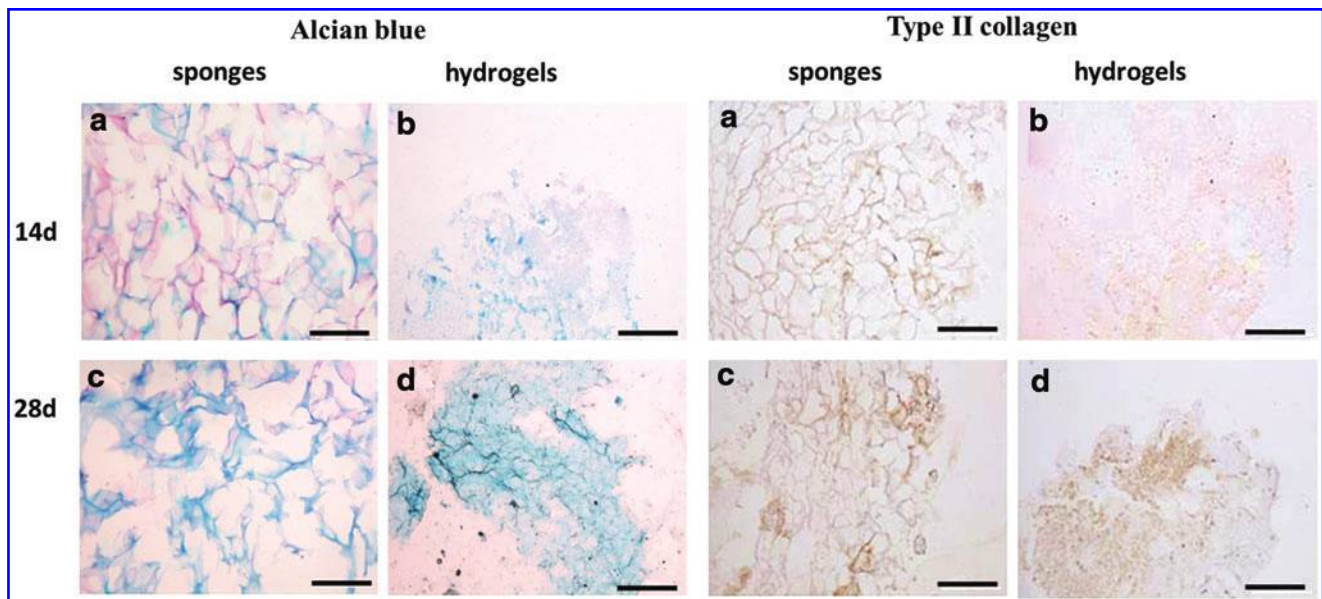 Alcian blue Type II collagen
sponges hydrogels sponges hydrogels
a b a b
14d
c d c d
28d